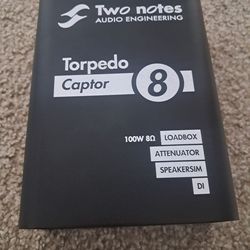 Two notes
AUDIO ENGINEERING
Torpedo
Captor 8
100W 8Ω LOADBOX
ATTENUATOR
SPEAKERSIM
DI